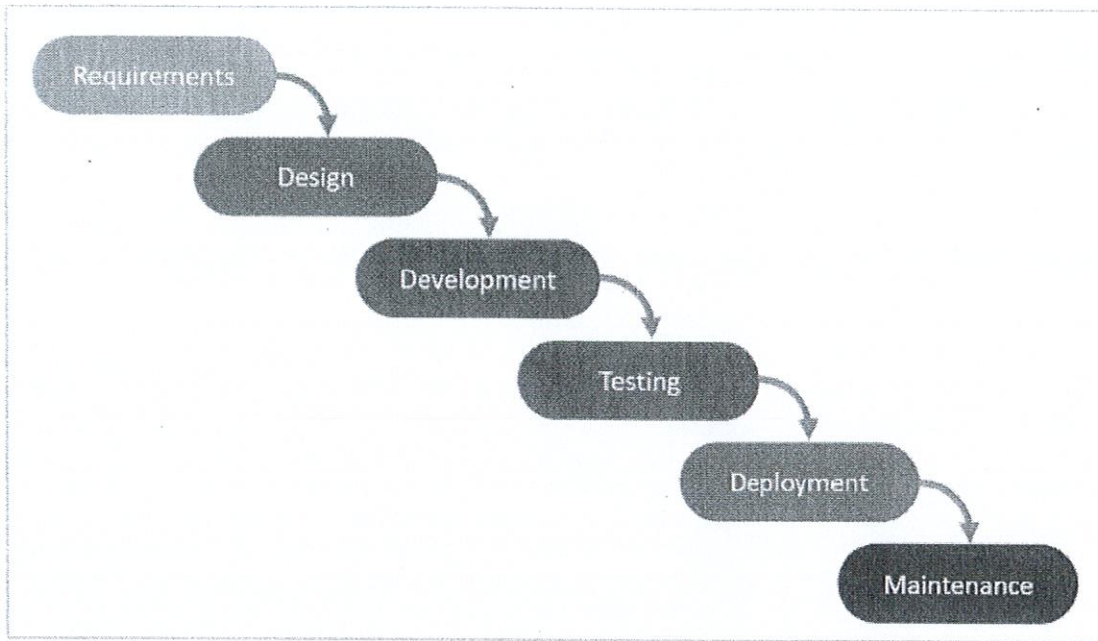 Requirements
Design
Development
Testing
Deployment
Maintenance